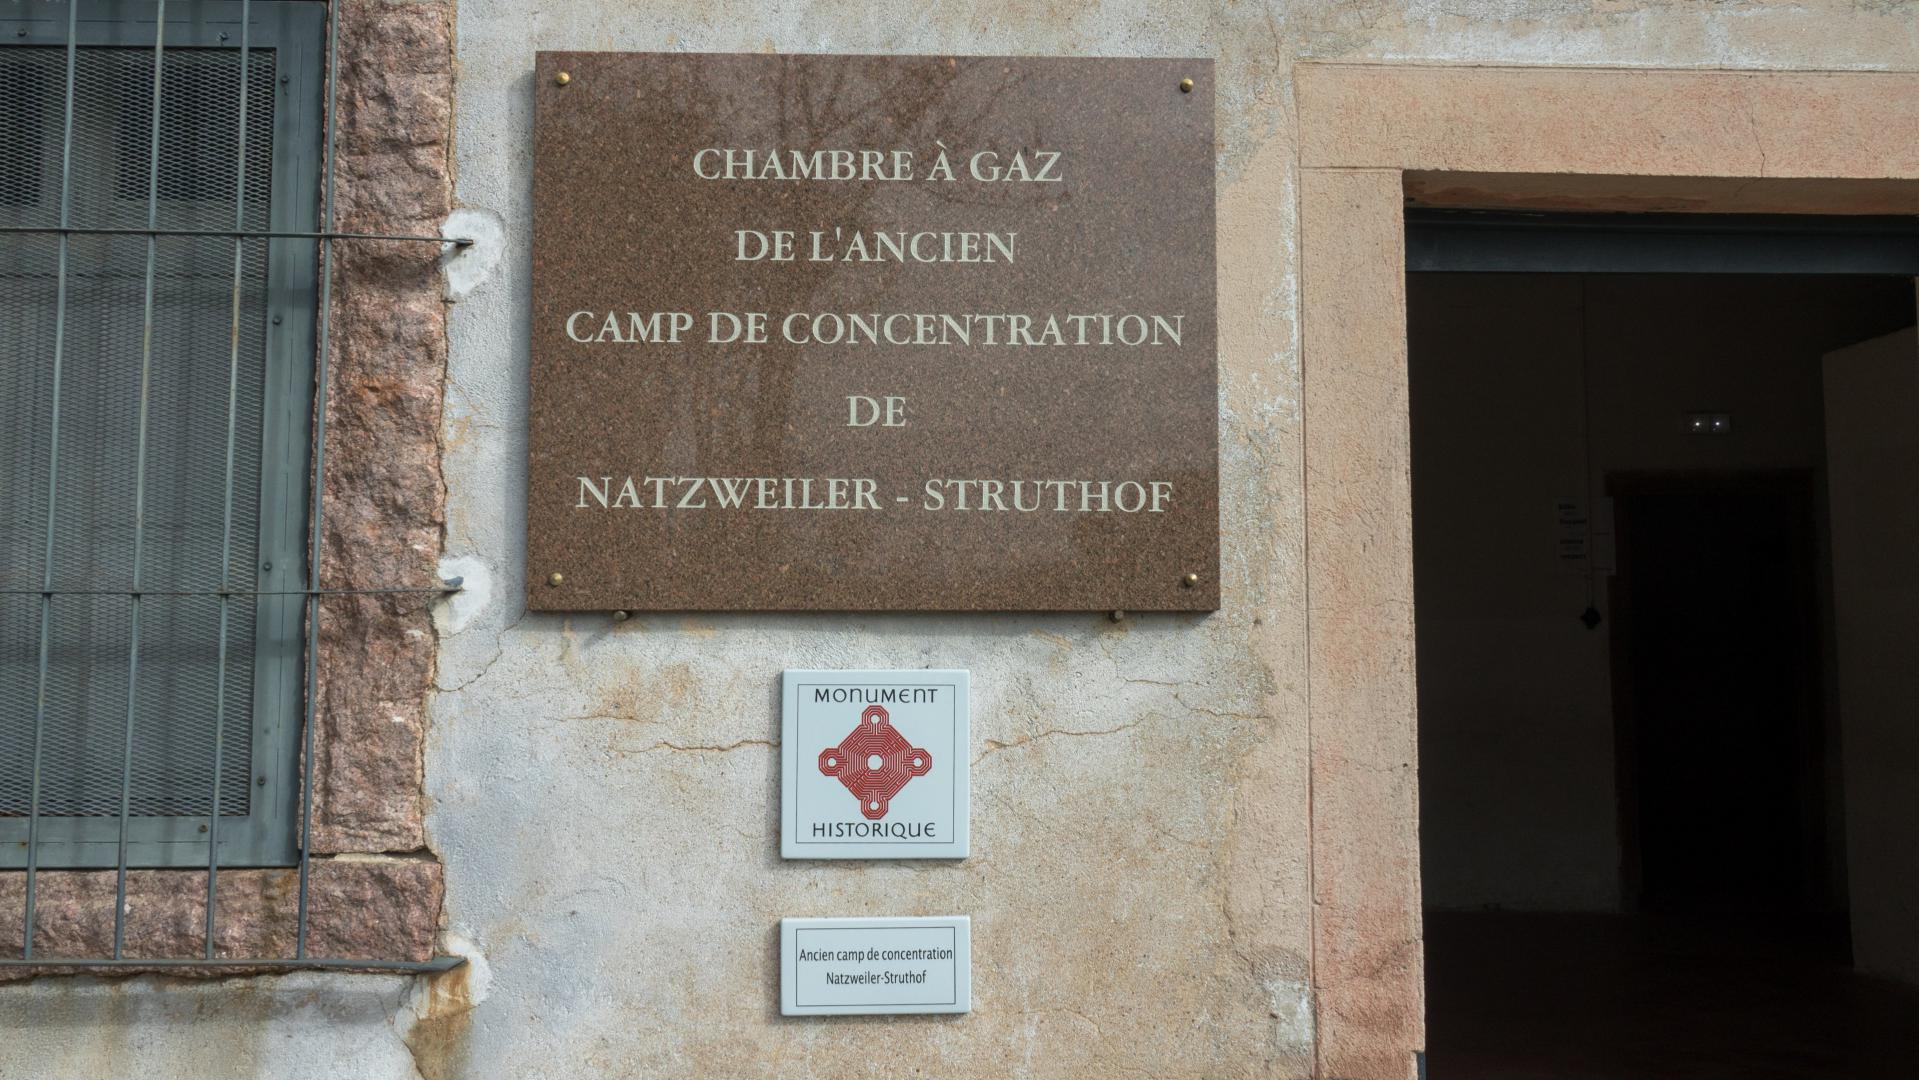 CHAMBRE À GAZ
DE L'ANCIEN
CAMP DE CONCENTRATION
DE
NATZWEILER - STRUTHOF
MONUMENT
HISTORIQUE
Ancien camp de concentration
Natzweiler-Struthof